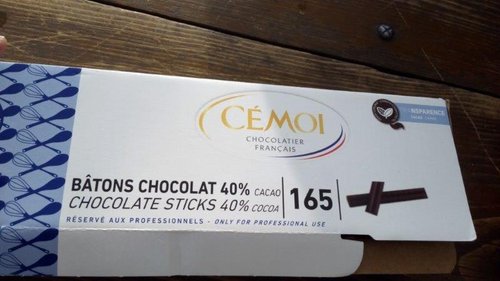 CÉMOI
CHOCOLATIER
FRANÇAIS
NSPARENCE
BÂTONS CHOCOLAT 40% CACAO
CHOCOLATE STICKS 40% COCOA
165
RÉSERVÉ AUX PROFESSIONNELS - ONLY FOR PROFESSIONAL USE